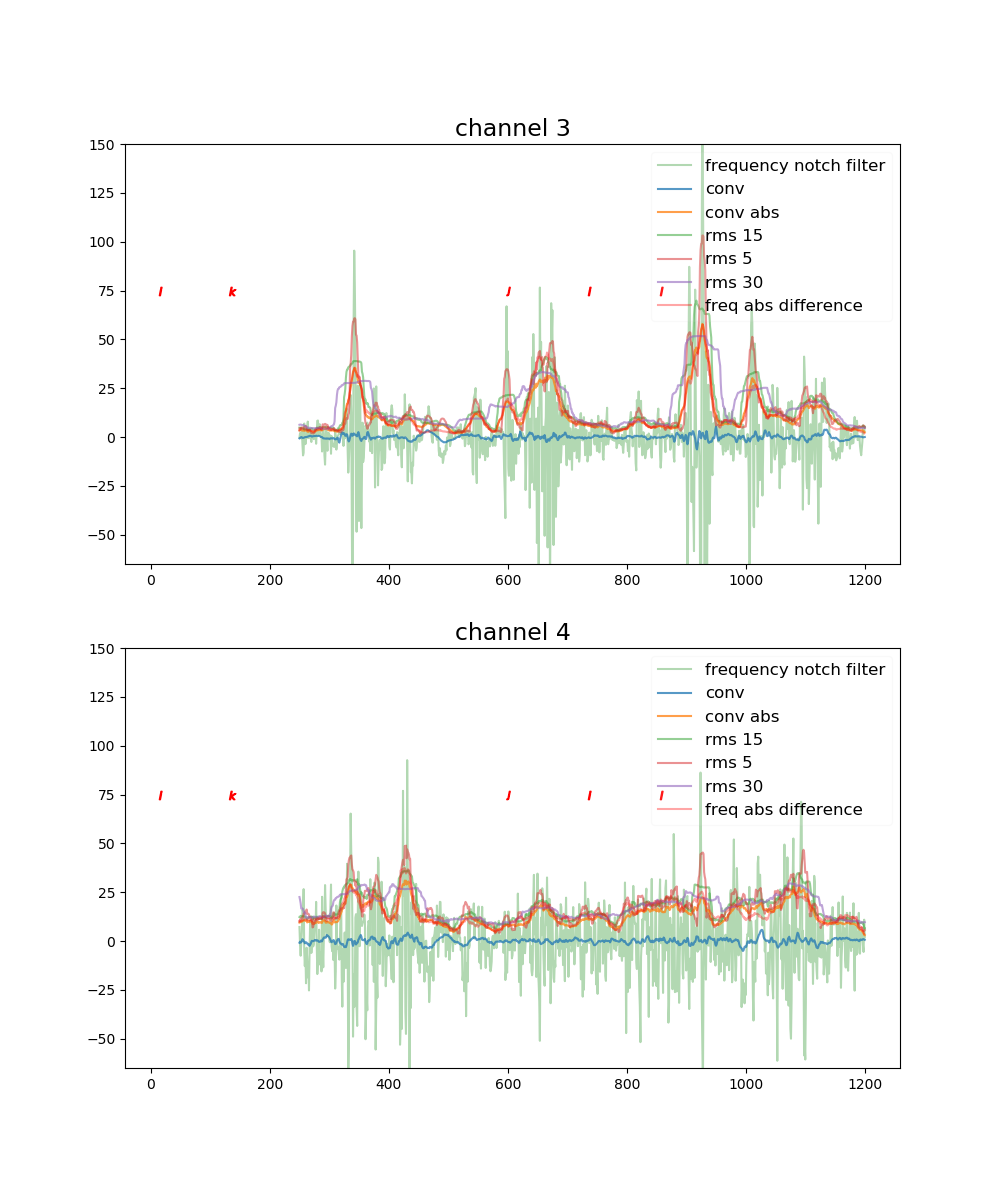 channel 3
150
125
100
75
50
25
0
−25
−50
frequency notch filter
conv
conv abs
rms 15
rms 5
rms 30
freq abs difference
l k J l l
0 200 400 600 800 1000 1200
channel 4
150
125
100
75
50
25
0
−25
−50
frequency notch filter
conv
conv abs
rms 15
rms 5
rms 30
freq abs difference
l k J l l
0 200 400 600 800 1000 1200